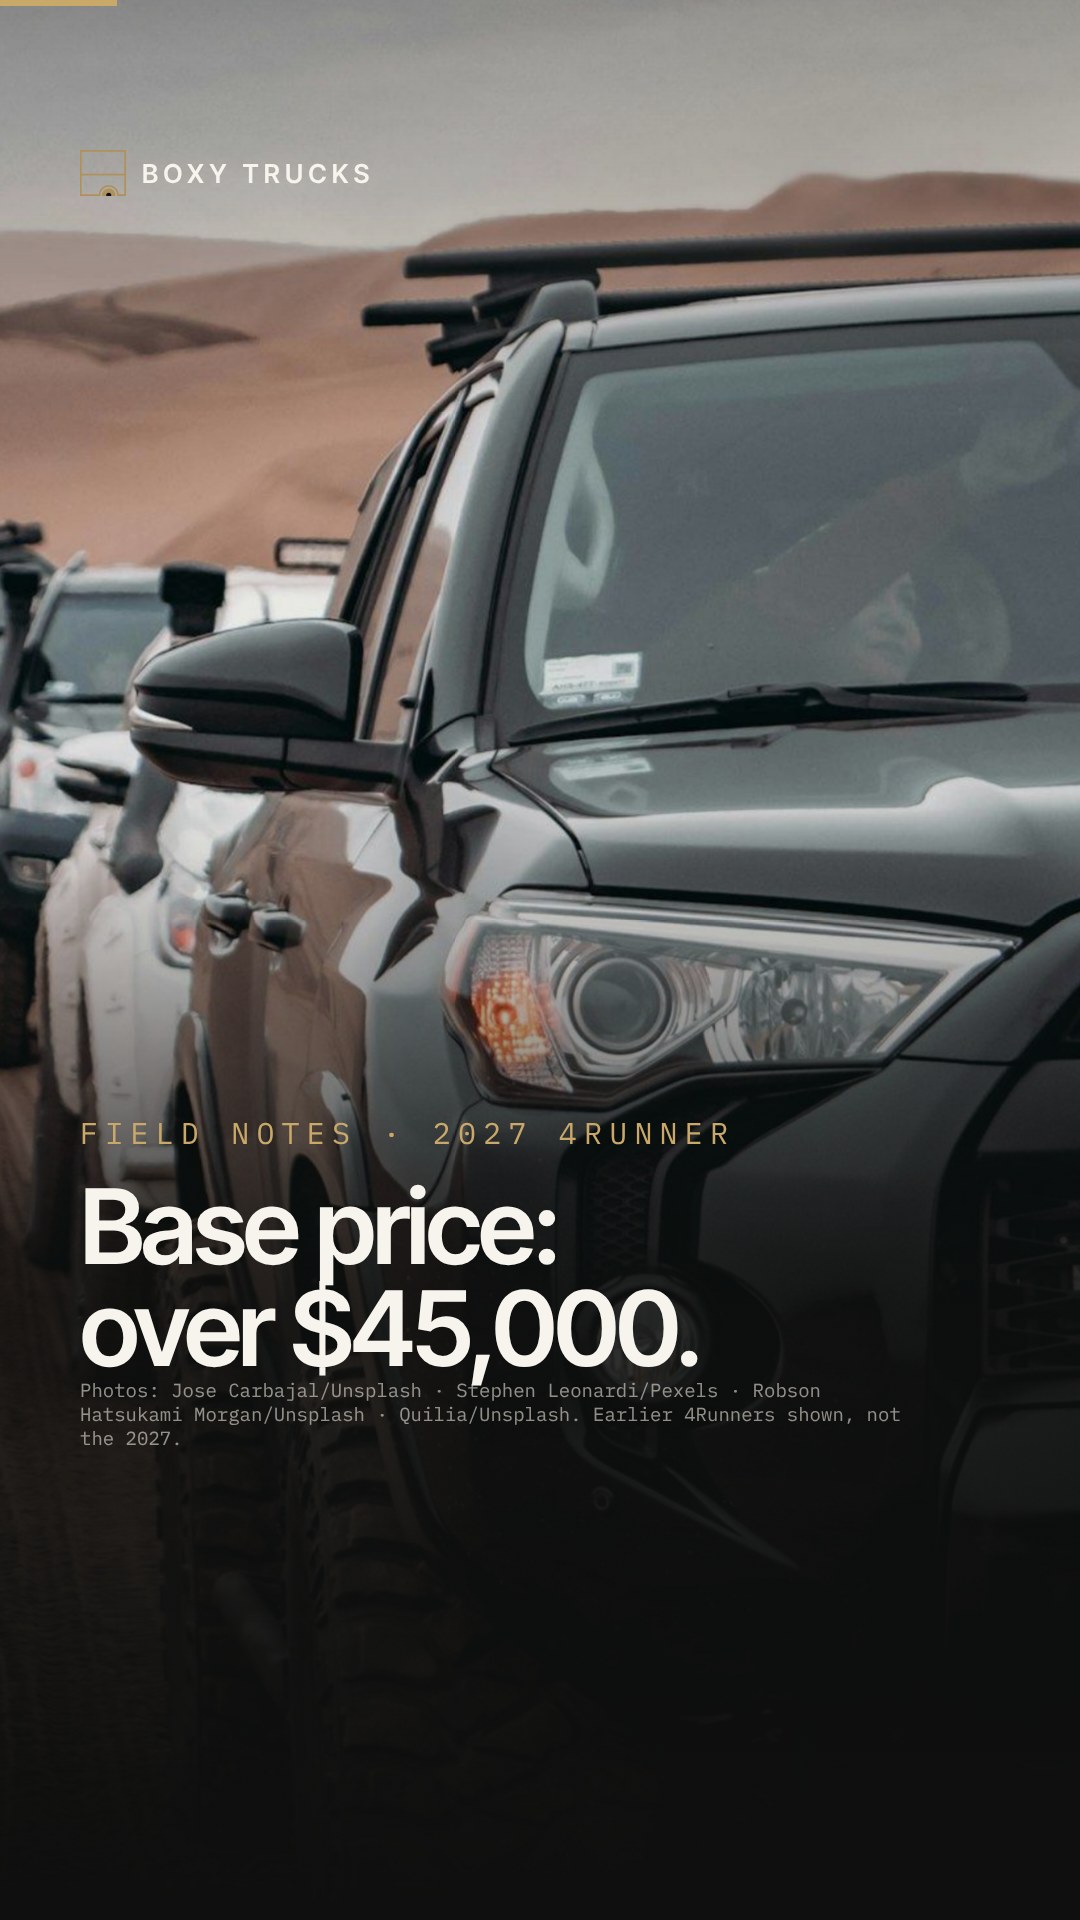 BOXY TRUCKS
FIELD NOTES · 2027 4RUNNER
Base price:
over $45,000.
Photos: Jose Carbajal/Unsplash · Stephen Leonardi/Pexels · Robson
Hatsukami Morgan/Unsplash · Quilia/Unsplash. Earlier 4Runners shown, not
the 2027.